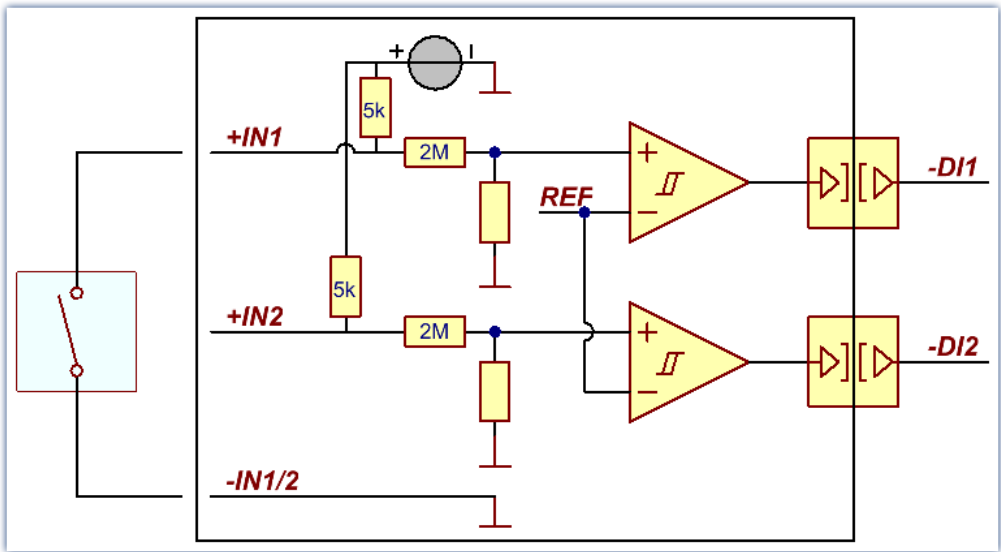 + -
5k
+IN1
2M
+
-DI1
REF
-
5k
+IN2
2M
+
-DI2
-
-IN1/2